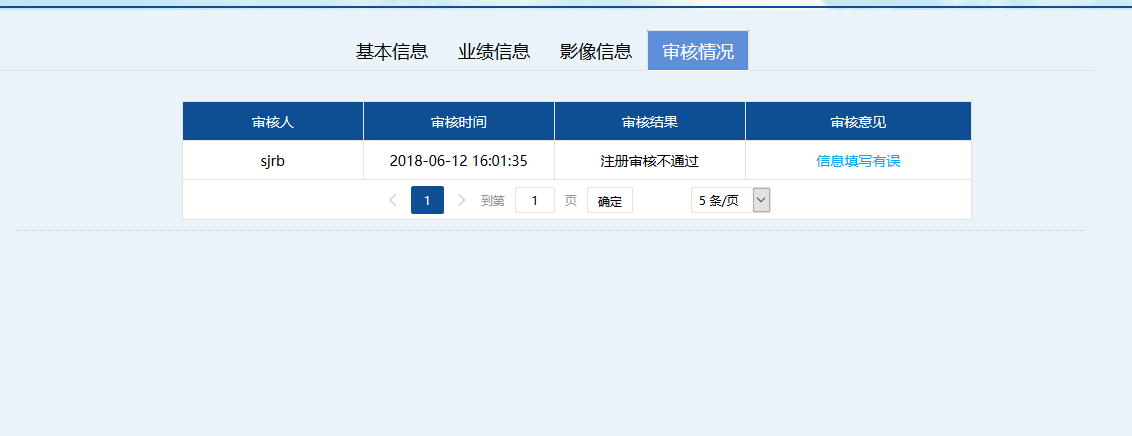 基本信息 业绩信息 影像信息 审核情况
审核人 审核时间 审核结果 审核意见
sjrb 2018-06-12 16:01:35 注册审核不通过 信息填写有误
1 到第 1 页 确定 5 条/页